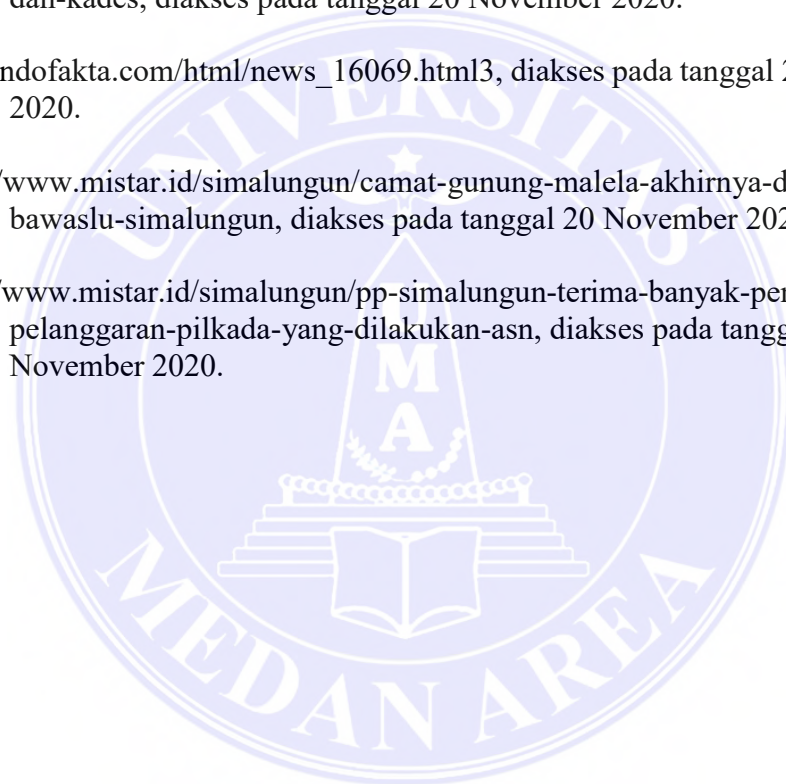 dan-kades, diakses pada tanggal 20 November 2020.
ndofakta.com/html/news_16069.html3, diakses pada tanggal 2
2020.
/www.mistar.id/simalungun/camat-gunung-malela-akhirnya-d
bawaslu-simalungun, diakses pada tanggal 20 November 202
/www.mistar.id/simalungun/pp-simalungun-terima-banyak-per
pelanggaran-pilkada-yang-dilakukan-asn, diakses pada tangg
November 2020.
UNIVERSITAS
U
M
A
MEDAN AREA